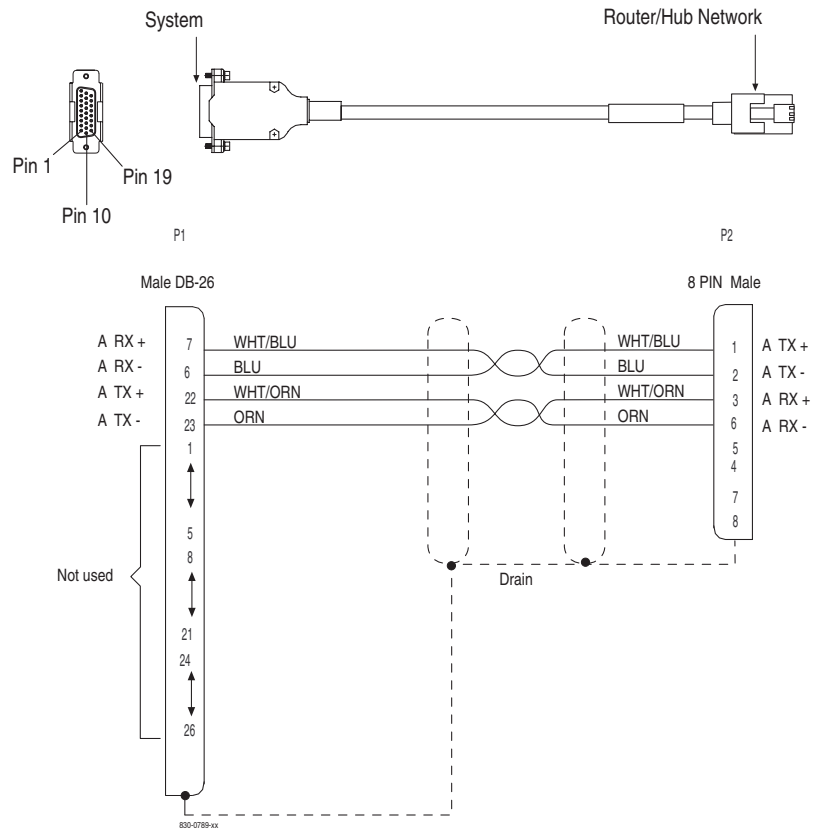 System
Router/Hub Network
Pin 1
Pin 19
Pin 10
P1
P2
Male DB-26
8 PIN Male
A RX +
7
WHT/BLU
WHT/BLU
1
A TX +
A RX -
6
BLU
BLU
2
A TX -
A TX +
22
WHT/ORN
WHT/ORN
3
A RX +
A TX -
23
ORN
ORN
6
A RX -
1
5
4
7
8
5
8
Not used
Drain
21
24
26
830-0789-xx